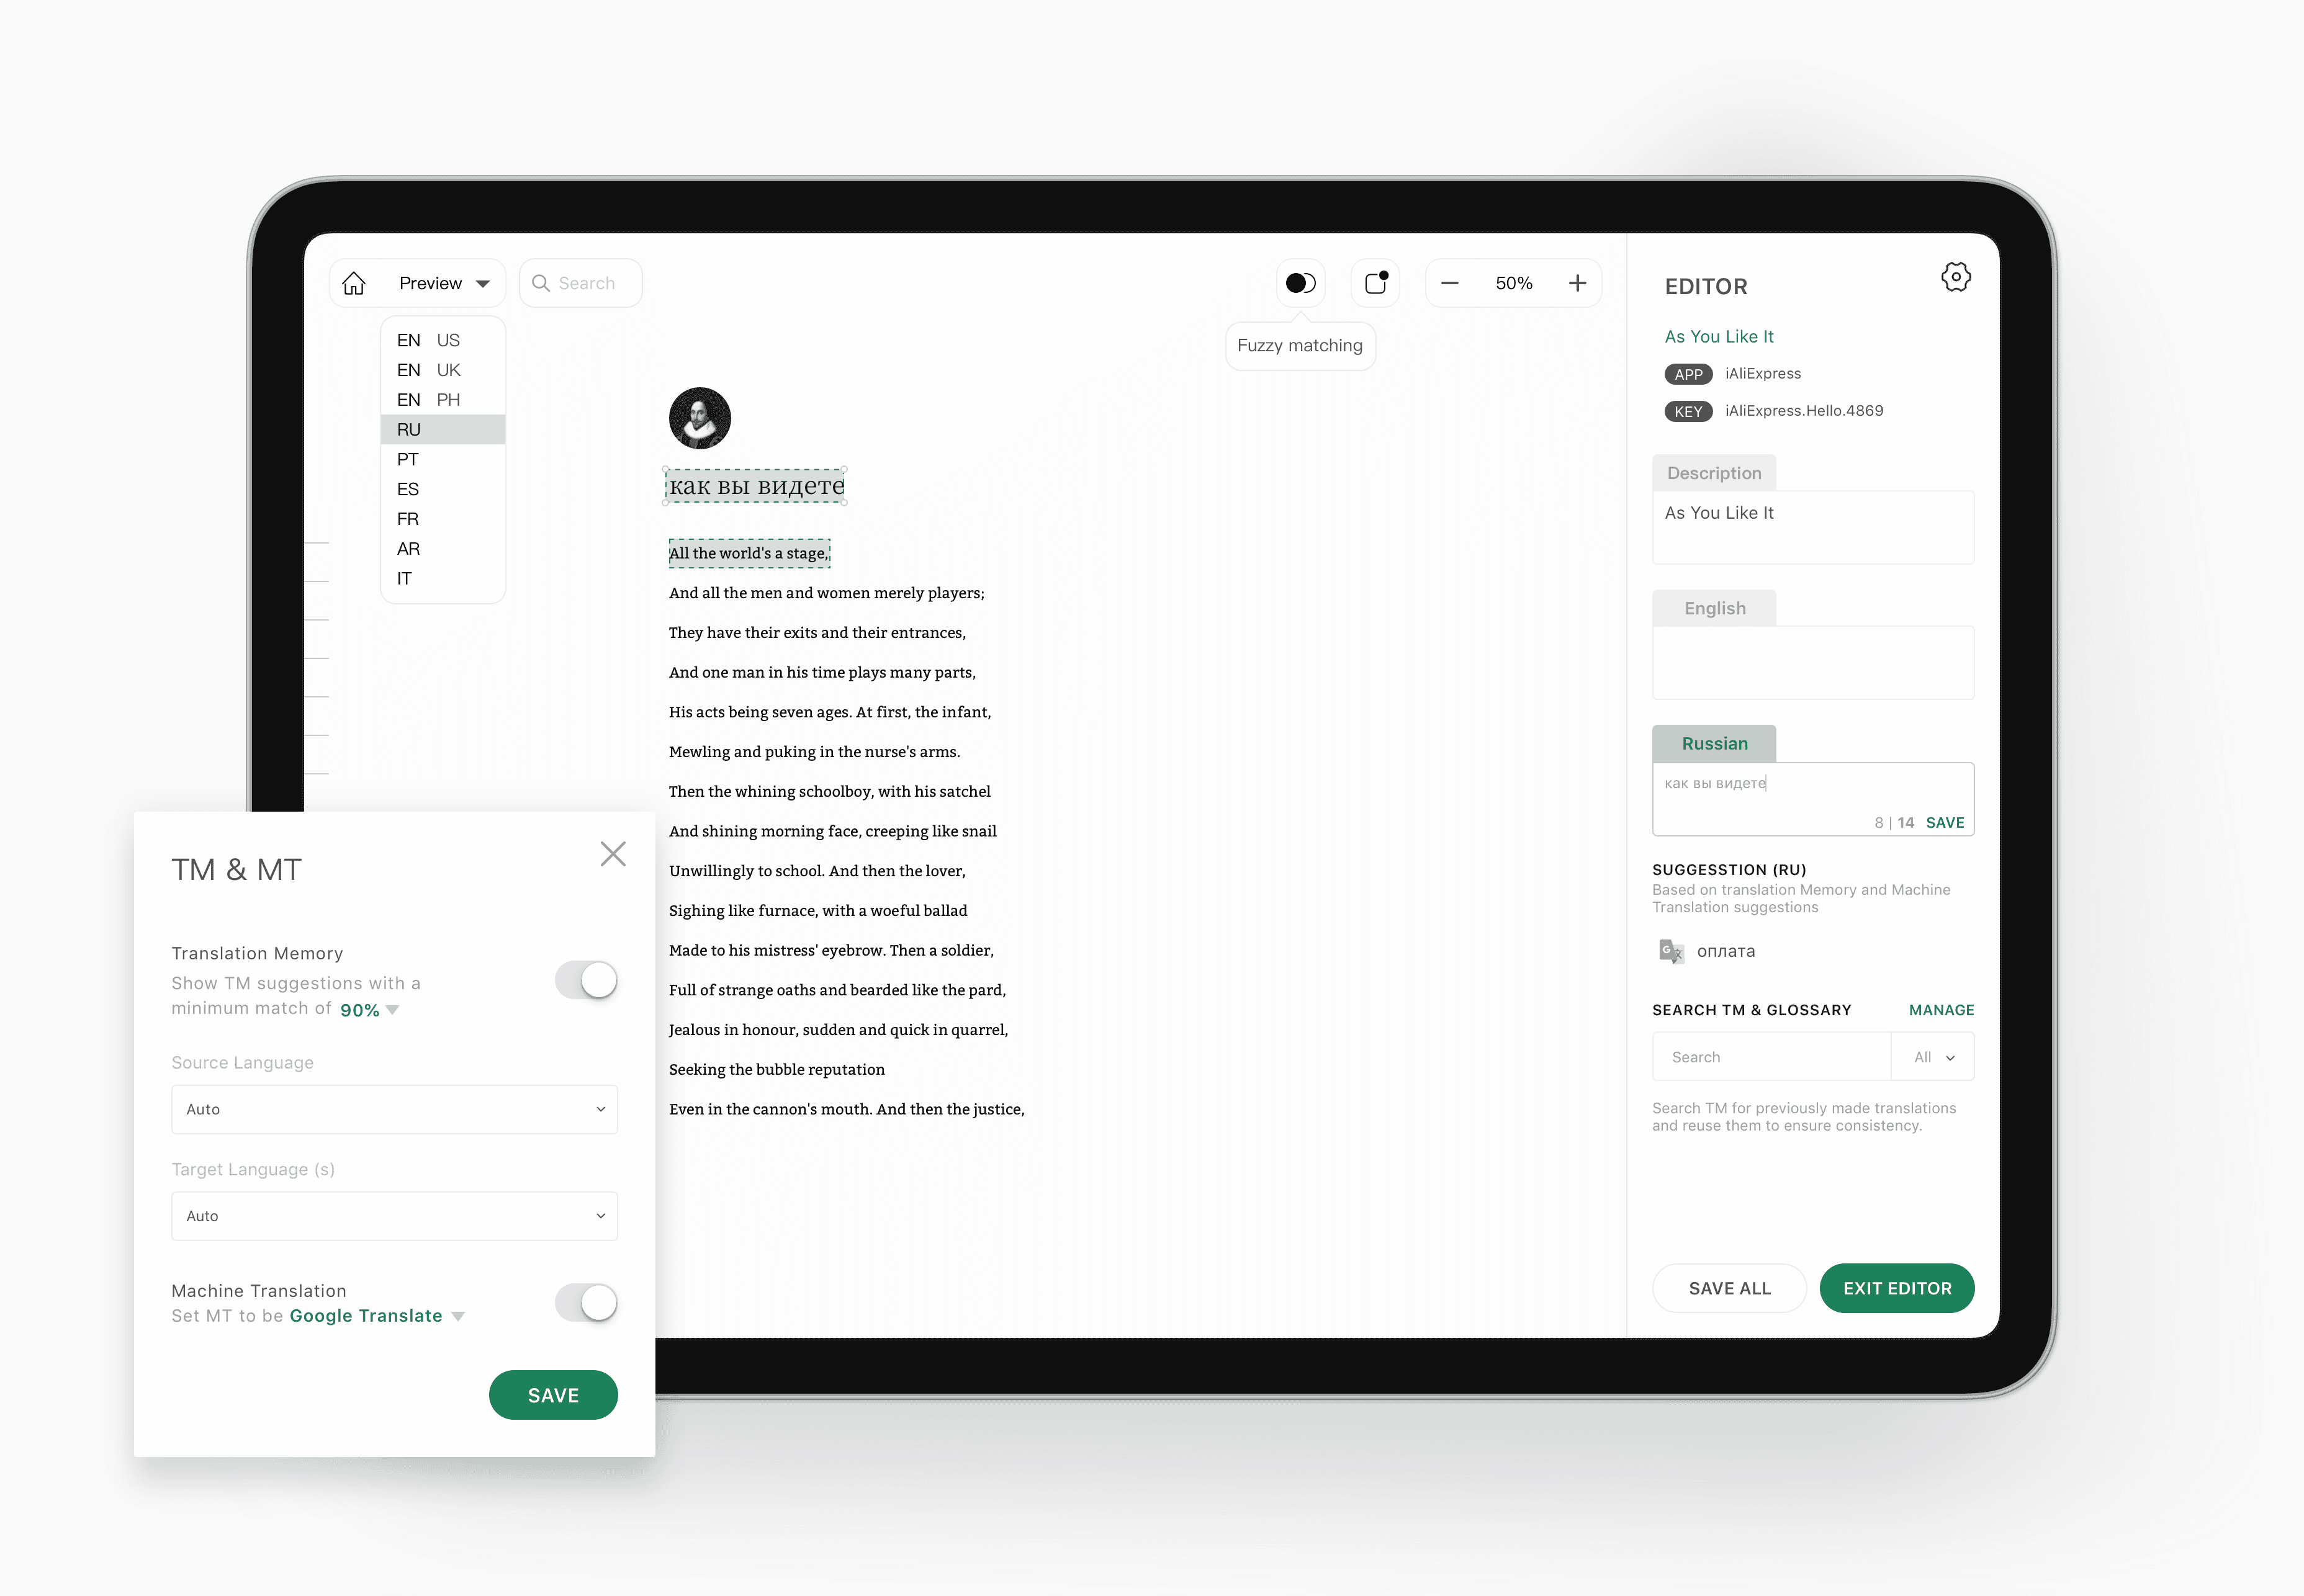 Preview
Search
50%
Fuzzy matching
EN US
EN UK
EN PH
RU
PT
ES
FR
AR
IT
как вы видете
All the world's a stage,
And all the men and women merely players;
They have their exits and their entrances,
And one man in his time plays many parts,
His acts being seven ages. At first, the infant,
Mewling and puking in the nurse's arms.
Then the whining schoolboy, with his satchel
And shining morning face, creeping like snail
Unwillingly to school. And then the lover,
Sighing like furnace, with a woeful ballad
Made to his mistress' eyebrow. Then a soldier,
Full of strange oaths and bearded like the pard,
Jealous in honour, sudden and quick in quarrel,
Seeking the bubble reputation
Even in the cannon's mouth. And then the justice,
EDITOR
As You Like It
APP iAliExpress
KEY iAliExpress.Hello.4869
Description
As You Like It
English
Russian
как вы видете
8 | 14 SAVE
SUGGESSTION (RU)
Based on translation Memory and Machine
Translation suggestions
оплата
SEARCH TM & GLOSSARY MANAGE
Search All
Search TM for previously made translations
and reuse them to ensure consistency.
SAVE ALL EXIT EDITOR
TM & MT
Translation Memory
Show TM suggestions with a
minimum match of 90%
Source Language
Auto
Target Language (s)
Auto
Machine Translation
Set MT to be Google Translate
SAVE